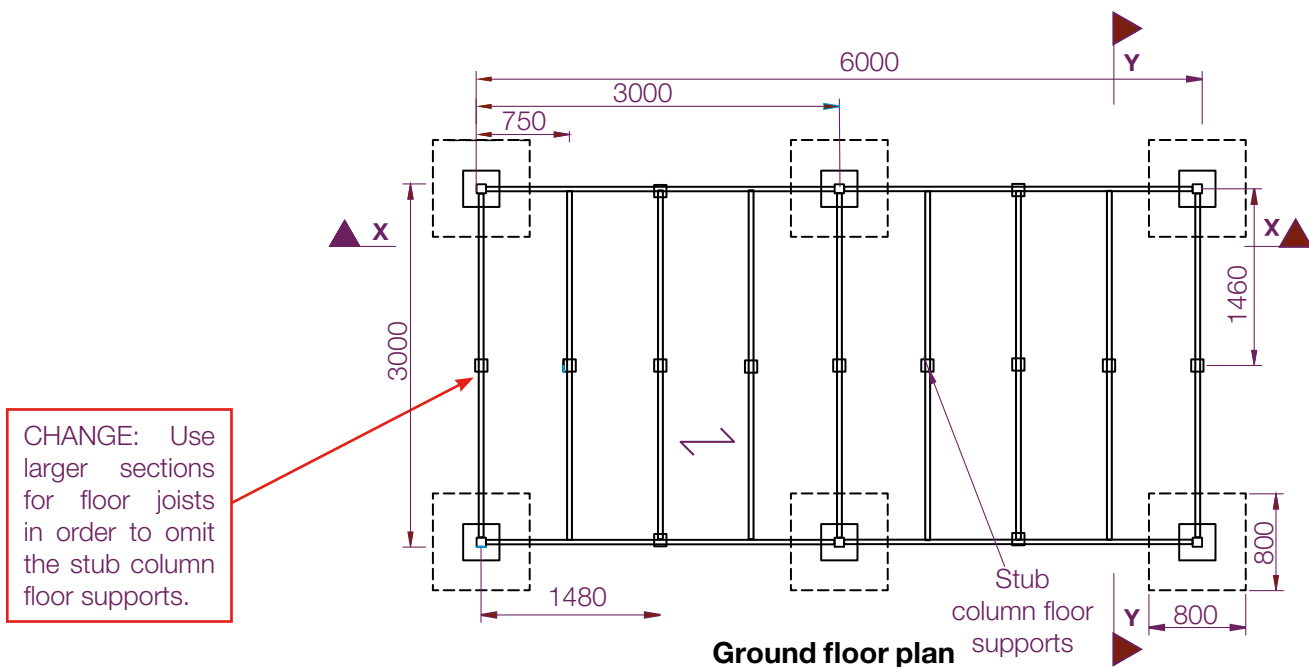 Y
6000
3000
750
X
X
1460
3000
CHANGE: Use
larger sections
for floor joists
in order to omit
the stub column
floor supports.
800
Stub
column floor
supports
1480
Y
800
Ground floor plan